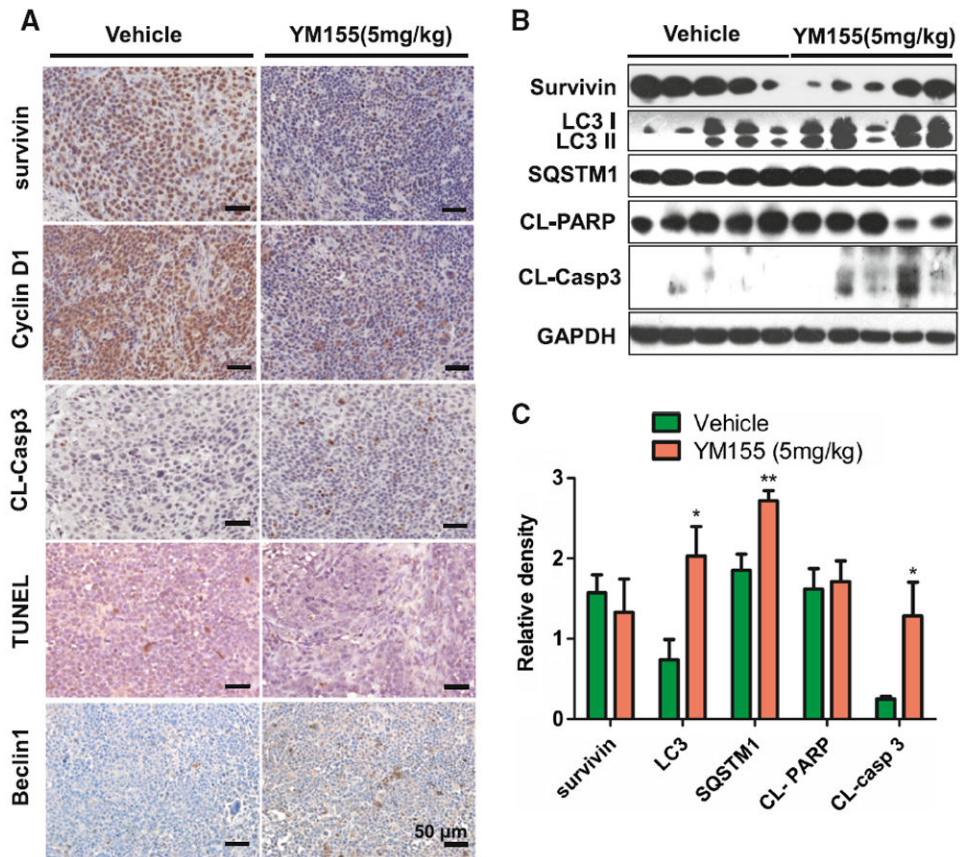 A
Vehicle YM155(5mg/kg)
survivin
Cyclin D1
CL-Casp3
TUNEL
Beclin1
50 µm
B
Vehicle YM155(5mg/kg)
Survivin
LC3 I
LC3 II
SQSTM1
CL-PARP
CL-Casp3
GAPDH
C
Vehicle
YM155 (5mg/kg)
Relative density
3
2
1
0
*
**
*
survivin
LC3
SQSTM1
CL- PARP
CL-casp 3